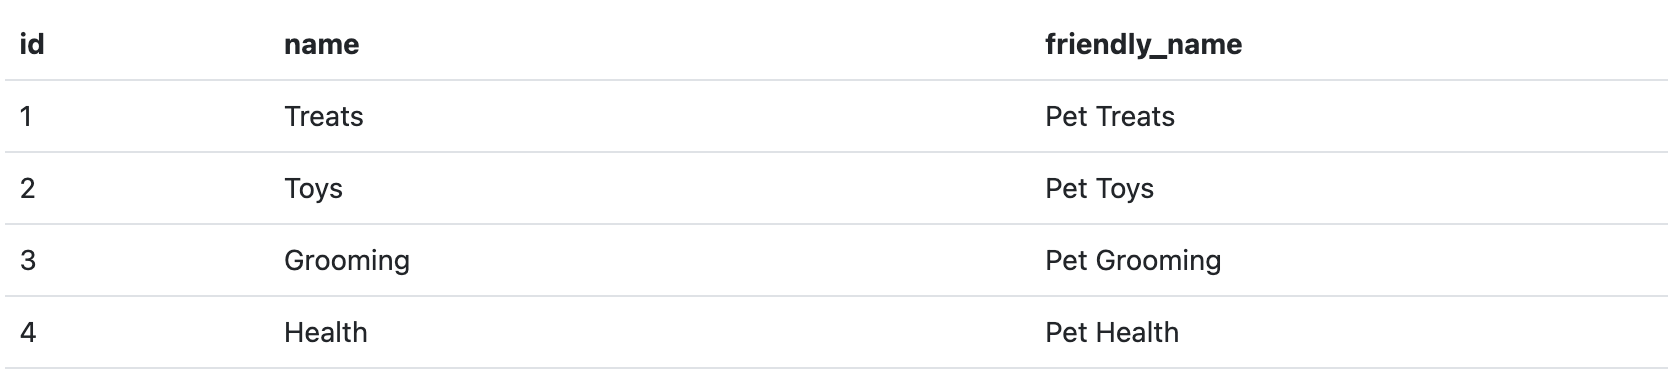 id name friendly_name
1 Treats Pet Treats
2 Toys Pet Toys
3 Grooming Pet Grooming
4 Health Pet Health